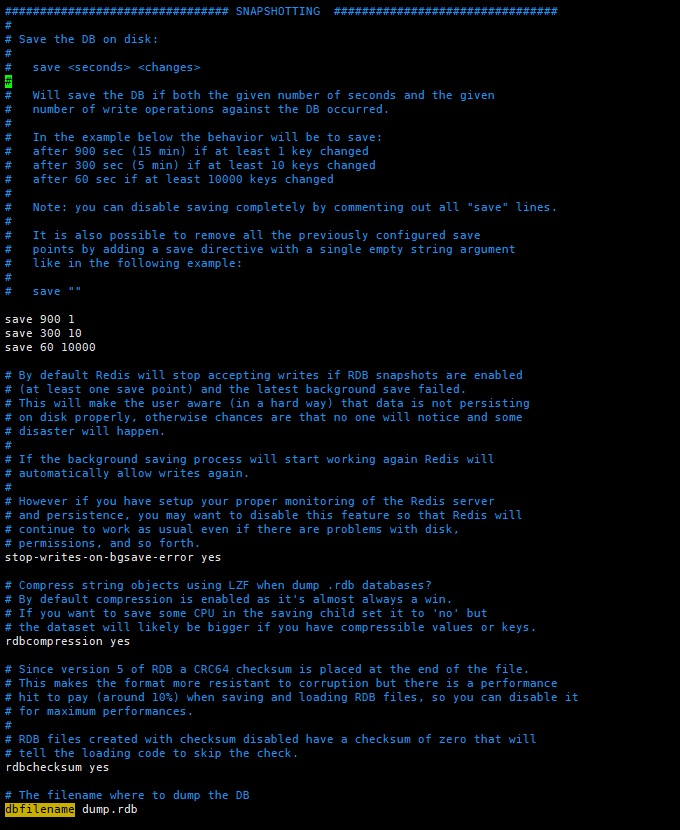 ################################ SNAPSHOTTING  ################################
#
# Save the DB on disk:
#
#   save <seconds> <changes>
#
#   Will save the DB if both the given number of seconds and the given
#   number of write operations against the DB occurred.
#
#   In the example below the behavior will be to save:
#   after 900 sec (15 min) if at least 1 key changed
#   after 300 sec (5 min) if at least 10 keys changed
#   after 60 sec if at least 10000 keys changed
#
#   Note: you can disable saving completely by commenting out all "save" lines.
#
#   It is also possible to remove all the previously configured save
#   points by adding a save directive with a single empty string argument
#   like in the following example:
#
#   save ""

save 900 1
save 300 10
save 60 10000

# By default Redis will stop accepting writes if RDB snapshots are enabled
# (at least one save point) and the latest background save failed.
# This will make the user aware (in a hard way) that data is not persisting
# on disk properly, otherwise chances are that no one will notice and some
# disaster will happen.
#
# If the background saving process will start working again Redis will
# automatically allow writes again.
#
# However if you have setup your proper monitoring of the Redis server
# and persistence, you may want to disable this feature so that Redis will
# continue to work as usual even if there are problems with disk,
# permissions, and so forth.
stop-writes-on-bgsave-error yes

# Compress string objects using LZF when dump .rdb databases?
# By default compression is enabled as it's almost always a win.
# If you want to save some CPU in the saving child set it to 'no' but
# the dataset will likely be bigger if you have compressible values or keys.
rdbcompression yes

# Since version 5 of RDB a CRC64 checksum is placed at the end of the file.
# This makes the format more resistant to corruption but there is a performance
# hit to pay (around 10%) when saving and loading RDB files, so you can disable it
# for maximum performances.
#
# RDB files created with checksum disabled have a checksum of zero that will
# tell the loading code to skip the check.
rdbchecksum yes

# The filename where to dump the DB
dbfilename dump.rdb